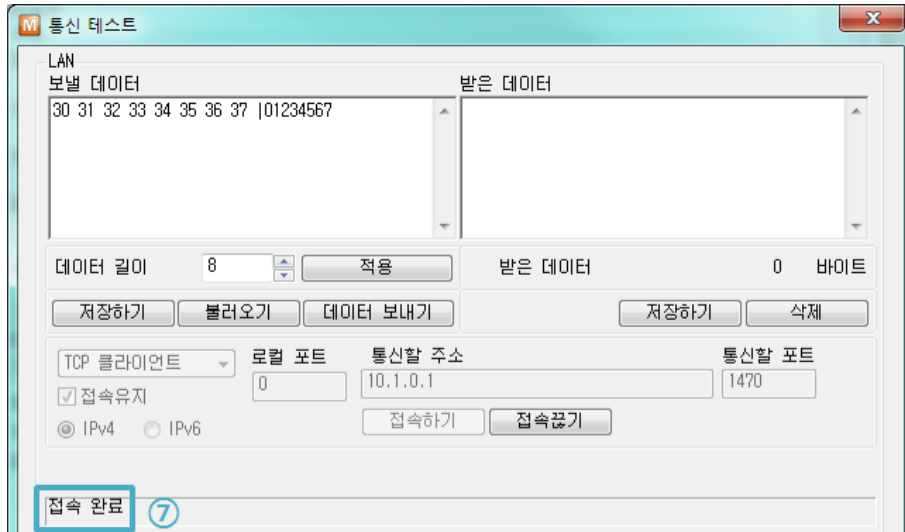 M 통신 테스트
LAN
보낼 데이터
받은 데이터
30 31 32 33 34 35 36 37 |01234567
데이터 길이 8 적용
받은 데이터 0 바이트
저장하기 불러오기 데이터 보내기
저장하기 삭제
TCP 클라이언트 로컬 포트 통신할 주소 통신할 포트
0 10.1.0.1 1470
접속유지
접속하기 접속끊기
IPv4 IPv6
접속 완료 ⑦